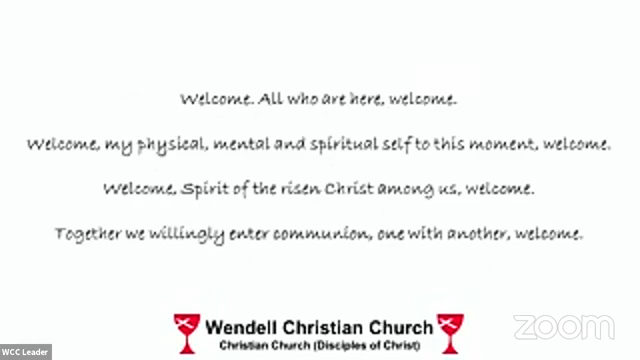 Welcome. All who are here, welcome.
Welcome, my physical, mental and spiritual self to this moment, welcome.
Welcome, Spirit of the risen Christ among us, welcome.
Together we willingly enter communion, one with another, welcome.
Wendell Christian Church
Christian Church (Disciples of Christ)
WCC Leader
zoom